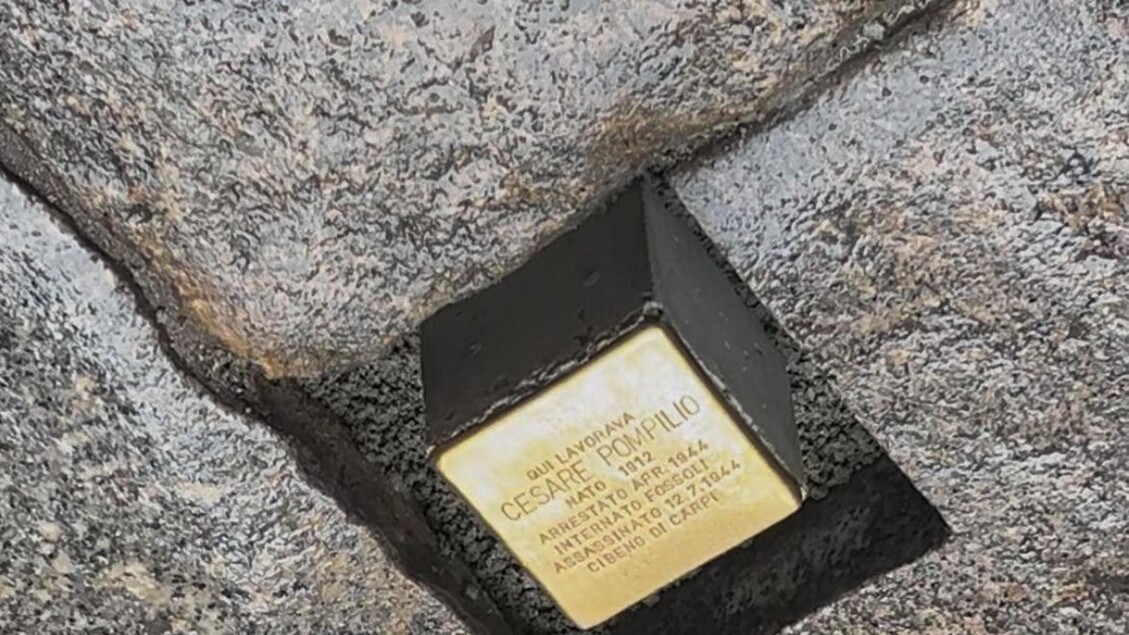 QUI LAVORAVA
CESARE POMPILIO
NATO 1912
ARRESTATO APR. 1944
INTERNATO FOSSOLI
ASSASSINATO 12.7.1944
CIBENO DI CARPI